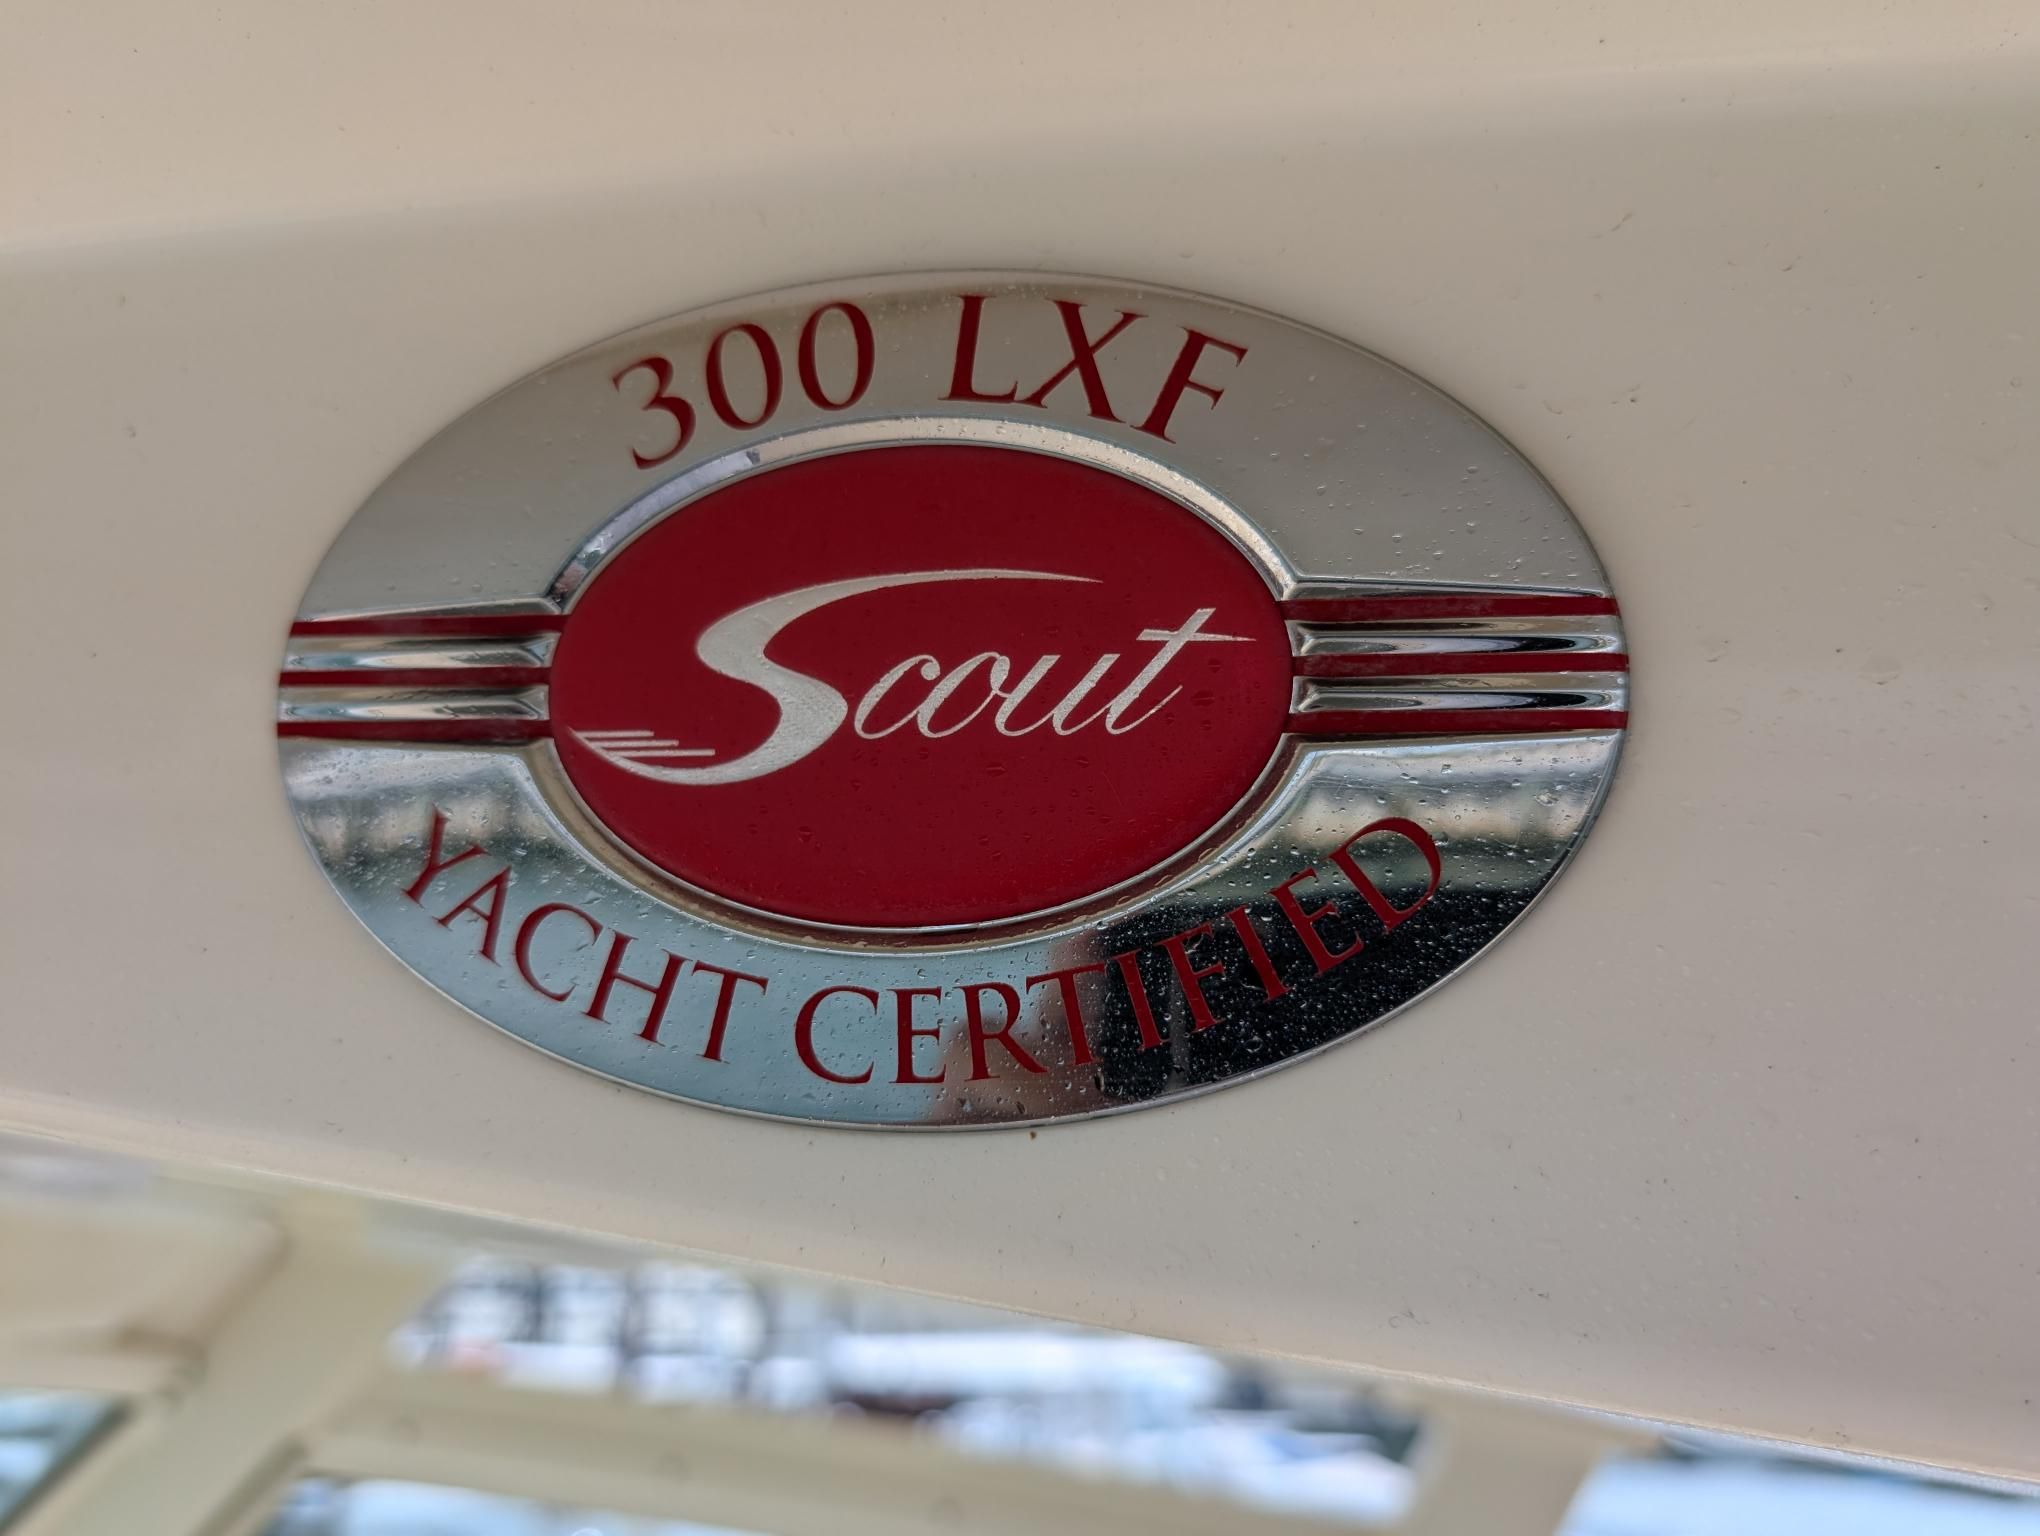 300 LXF
Scout
YACHT CERTIFIED